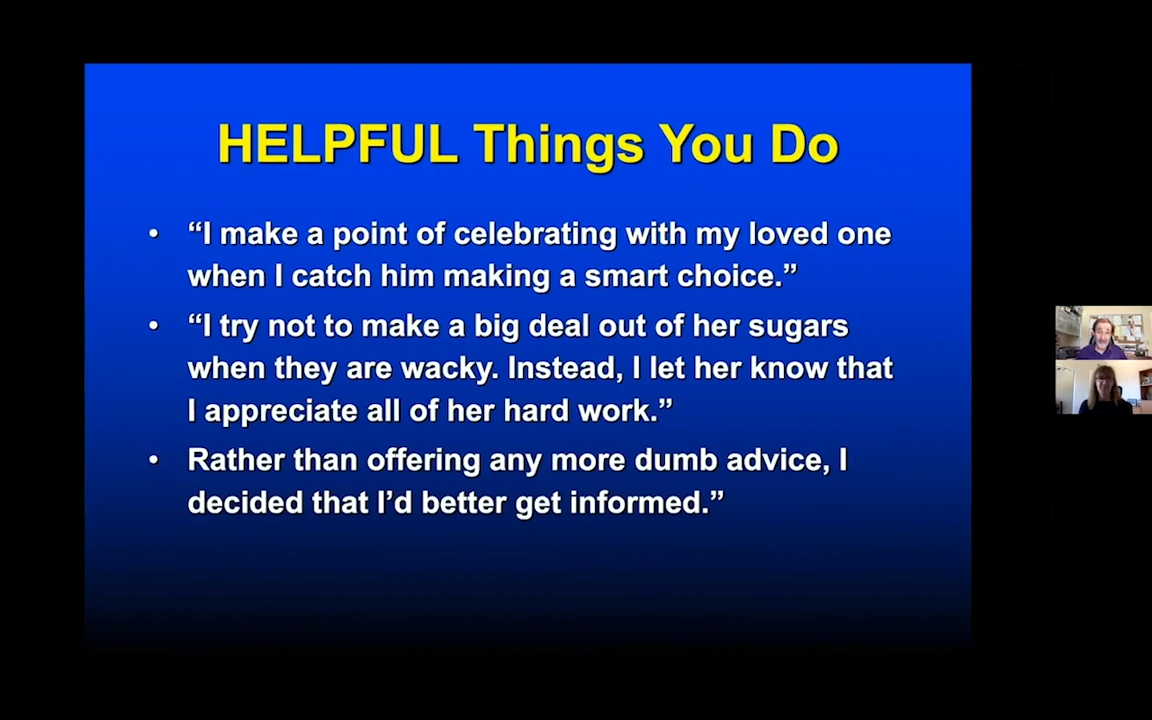 HELPFUL Things You Do
• “I make a point of celebrating with my loved one
when I catch him making a smart choice.”
• “I try not to make a big deal out of her sugars
when they are wacky. Instead, I let her know that
I appreciate all of her hard work.”
• Rather than offering any more dumb advice, I
decided that I’d better get informed.”